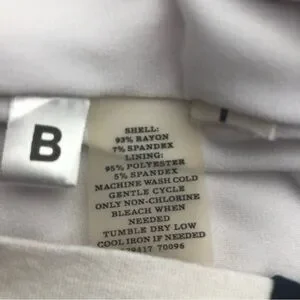 B
SHELL:
93% RAYON
7% SPANDEX
LINING:
95% POLYESTER
5% SPANDEX
MACHINE WASH COLD
GENTLE CYCLE
ONLY NON-CHLORINE
BLEACH WHEN
NEEDED
TUMBLE DRY LOW
COOL IRON IF NEEDED
70096